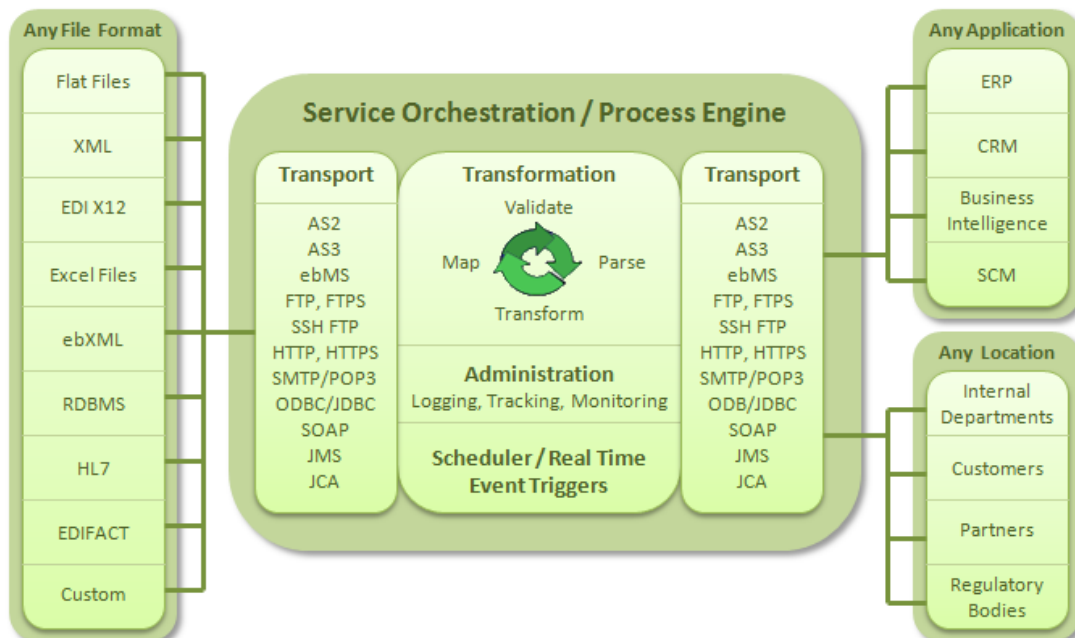 Any File Format
Flat Files
XML
EDI X12
Excel Files
ebXML
RDBMS
HL7
EDIFACT
Custom
Service Orchestration / Process Engine
Transport
AS2
AS3
ebMS
FTP, FTPS
SSH FTP
HTTP, HTTPS
SMTP/POP3
ODBC/JDBC
SOAP
JMS
JCA
Transformation
Validate
Map
Parse
Transform
Administration
Logging, Tracking, Monitoring
Scheduler / Real Time
Event Triggers
Transport
AS2
AS3
ebMS
FTP, FTPS
SSH FTP
HTTP, HTTPS
SMTP/POP3
ODB/JDBC
SOAP
JMS
JCA
Any Application
ERP
CRM
Business
Intelligence
SCM
Any Location
Internal
Departments
Customers
Partners
Regulatory
Bodies